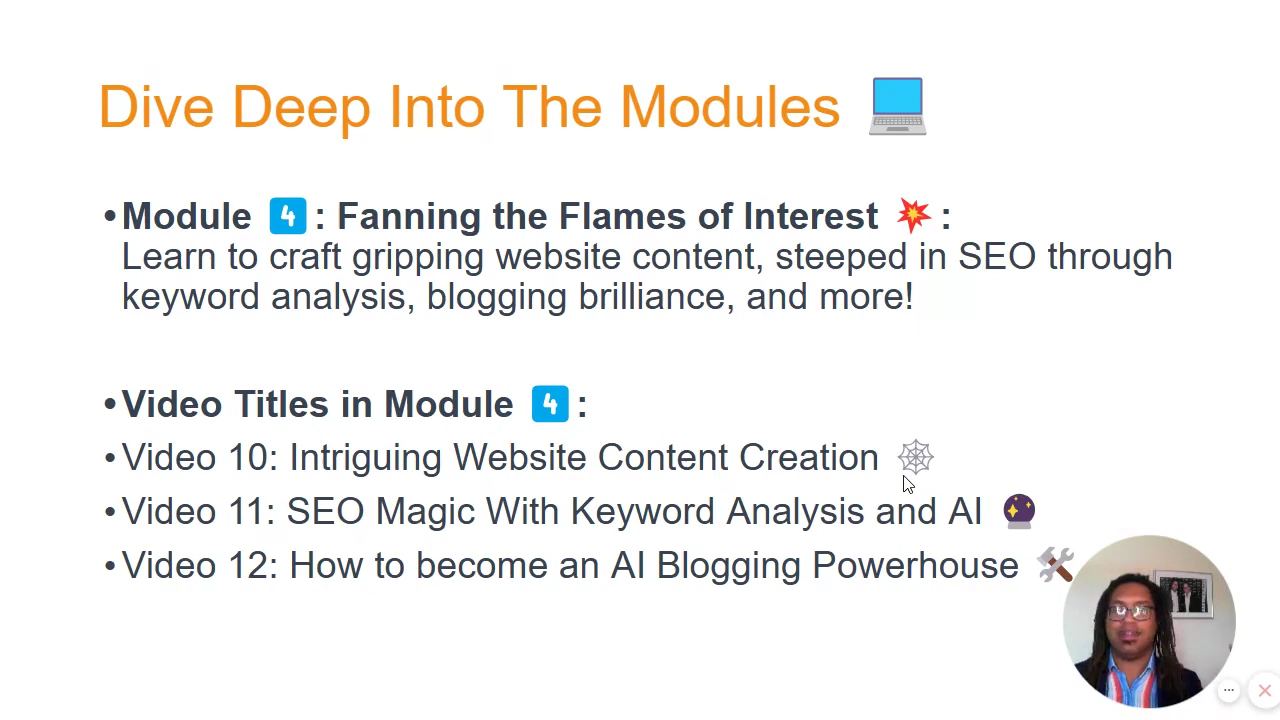 Dive Deep Into The Modules 💻
•Module 4️⃣: Fanning the Flames of Interest 💥:
Learn to craft gripping website content, steeped in SEO through
keyword analysis, blogging brilliance, and more!
•Video Titles in Module 4️⃣:
•Video 10: Intriguing Website Content Creation 🕸️
•Video 11: SEO Magic With Keyword Analysis and AI 🔮
•Video 12: How to become an AI Blogging Powerhouse 🛠️